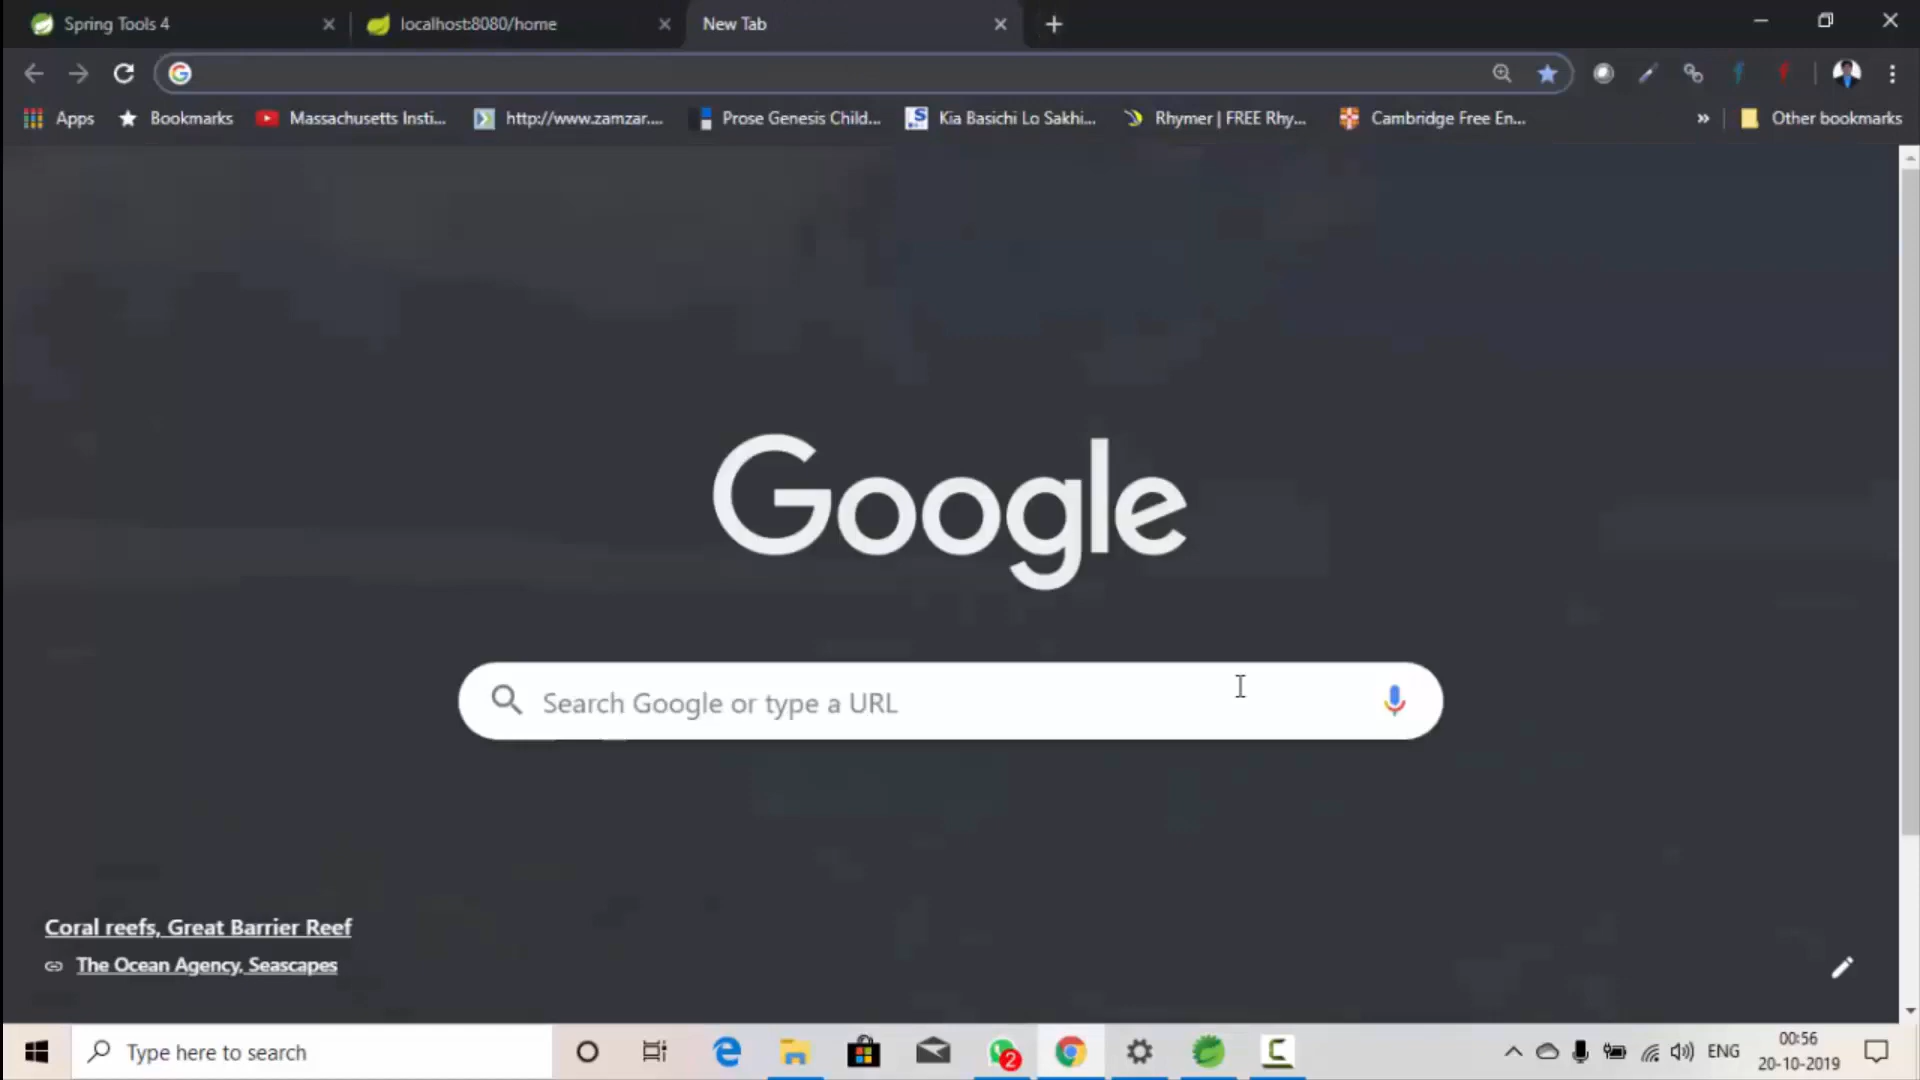 Spring Tools 4
localhost:8080/home
New Tab
Apps
Bookmarks
Massachusetts Insti...
http://www.zamzar....
Prose Genesis Child...
Kia Basichi Lo Sakhi...
Rhymer | FREE Rhy...
Cambridge Free En...
Other bookmarks
Google
Search Google or type a URL
Coral reefs, Great Barrier Reef
The Ocean Agency, Seascapes
Type here to search
2
ENG
00:56
20-10-2019